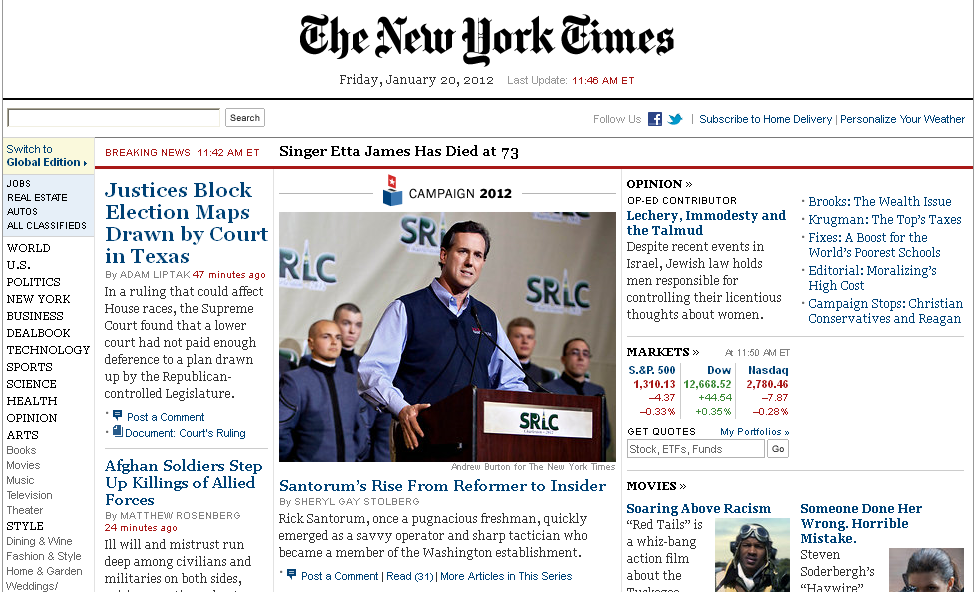 The New York Times
Friday, January 20, 2012 Last Update: 11:46 AM ET
Search
Follow Us | Subscribe to Home Delivery | Personalize Your Weather
Switch to
Global Edition
BREAKING NEWS 11:42 AM ET Singer Etta James Has Died at 73
JOBS
REAL ESTATE
AUTOS
ALL CLASSIFIEDS
WORLD
U.S.
POLITICS
NEW YORK
BUSINESS
DEALBOOK
TECHNOLOGY
SPORTS
SCIENCE
HEALTH
OPINION
ARTS
Books
Movies
Music
Television
Theater
STYLE
Dining & Wine
Fashion & Style
Home & Garden
Weddings/
Justices Block
Election Maps
Drawn by Court
in Texas
By ADAM LIPTAK 47 minutes ago
In a ruling that could affect
House races, the Supreme
Court found that a lower
court had not paid enough
deference to a plan drawn
up by the Republican-
controlled Legislature.
Post a Comment
Document: Court's Ruling
Afghan Soldiers Step
Up Killings of Allied
Forces
By MATTHEW ROSENBERG
24 minutes ago
Ill will and mistrust run
deep among civilians and
militaries on both sides,
CAMPAIGN 2012
SR
RLC
SRLC
SRLC
Andrew Burton for The New York Times
Santorum's Rise From Reformer to Insider
By SHERYL GAY STOLBERG
Rick Santorum, once a pugnacious freshman, quickly
emerged as a savvy operator and sharp tactician who
became a member of the Washington establishment.
Post a Comment | Read (31) | More Articles in This Series
OPINION »
OP-ED CONTRIBUTOR
Lechery, Immodesty and
the Talmud
Despite recent events in
Israel, Jewish law holds
men responsible for
controlling their licentious
thoughts about women.
Brooks: The Wealth Issue
Krugman: The Top's Taxes
Fixes: A Boost for the
World's Poorest Schools
Editorial: Moralizing's
High Cost
Campaign Stops: Christian
Conservatives and Reagan
MARKETS » At 11:50 AM ET
S.&P. 500 Dow Nasdaq
1,310.13 12,668.52 2,780.46
–4.37 +44.54 –7.87
–0.33% +0.35% –0.28%
GET QUOTES My Portfolios »
Stock, ETFs, Funds Go
MOVIES »
Soaring Above Racism
"Red Tails" is
a whiz-bang
action film
about the
Tuskegee
Someone Done Her
Wrong. Horrible
Mistake.
Steven
Soderbergh's
"Haywire"